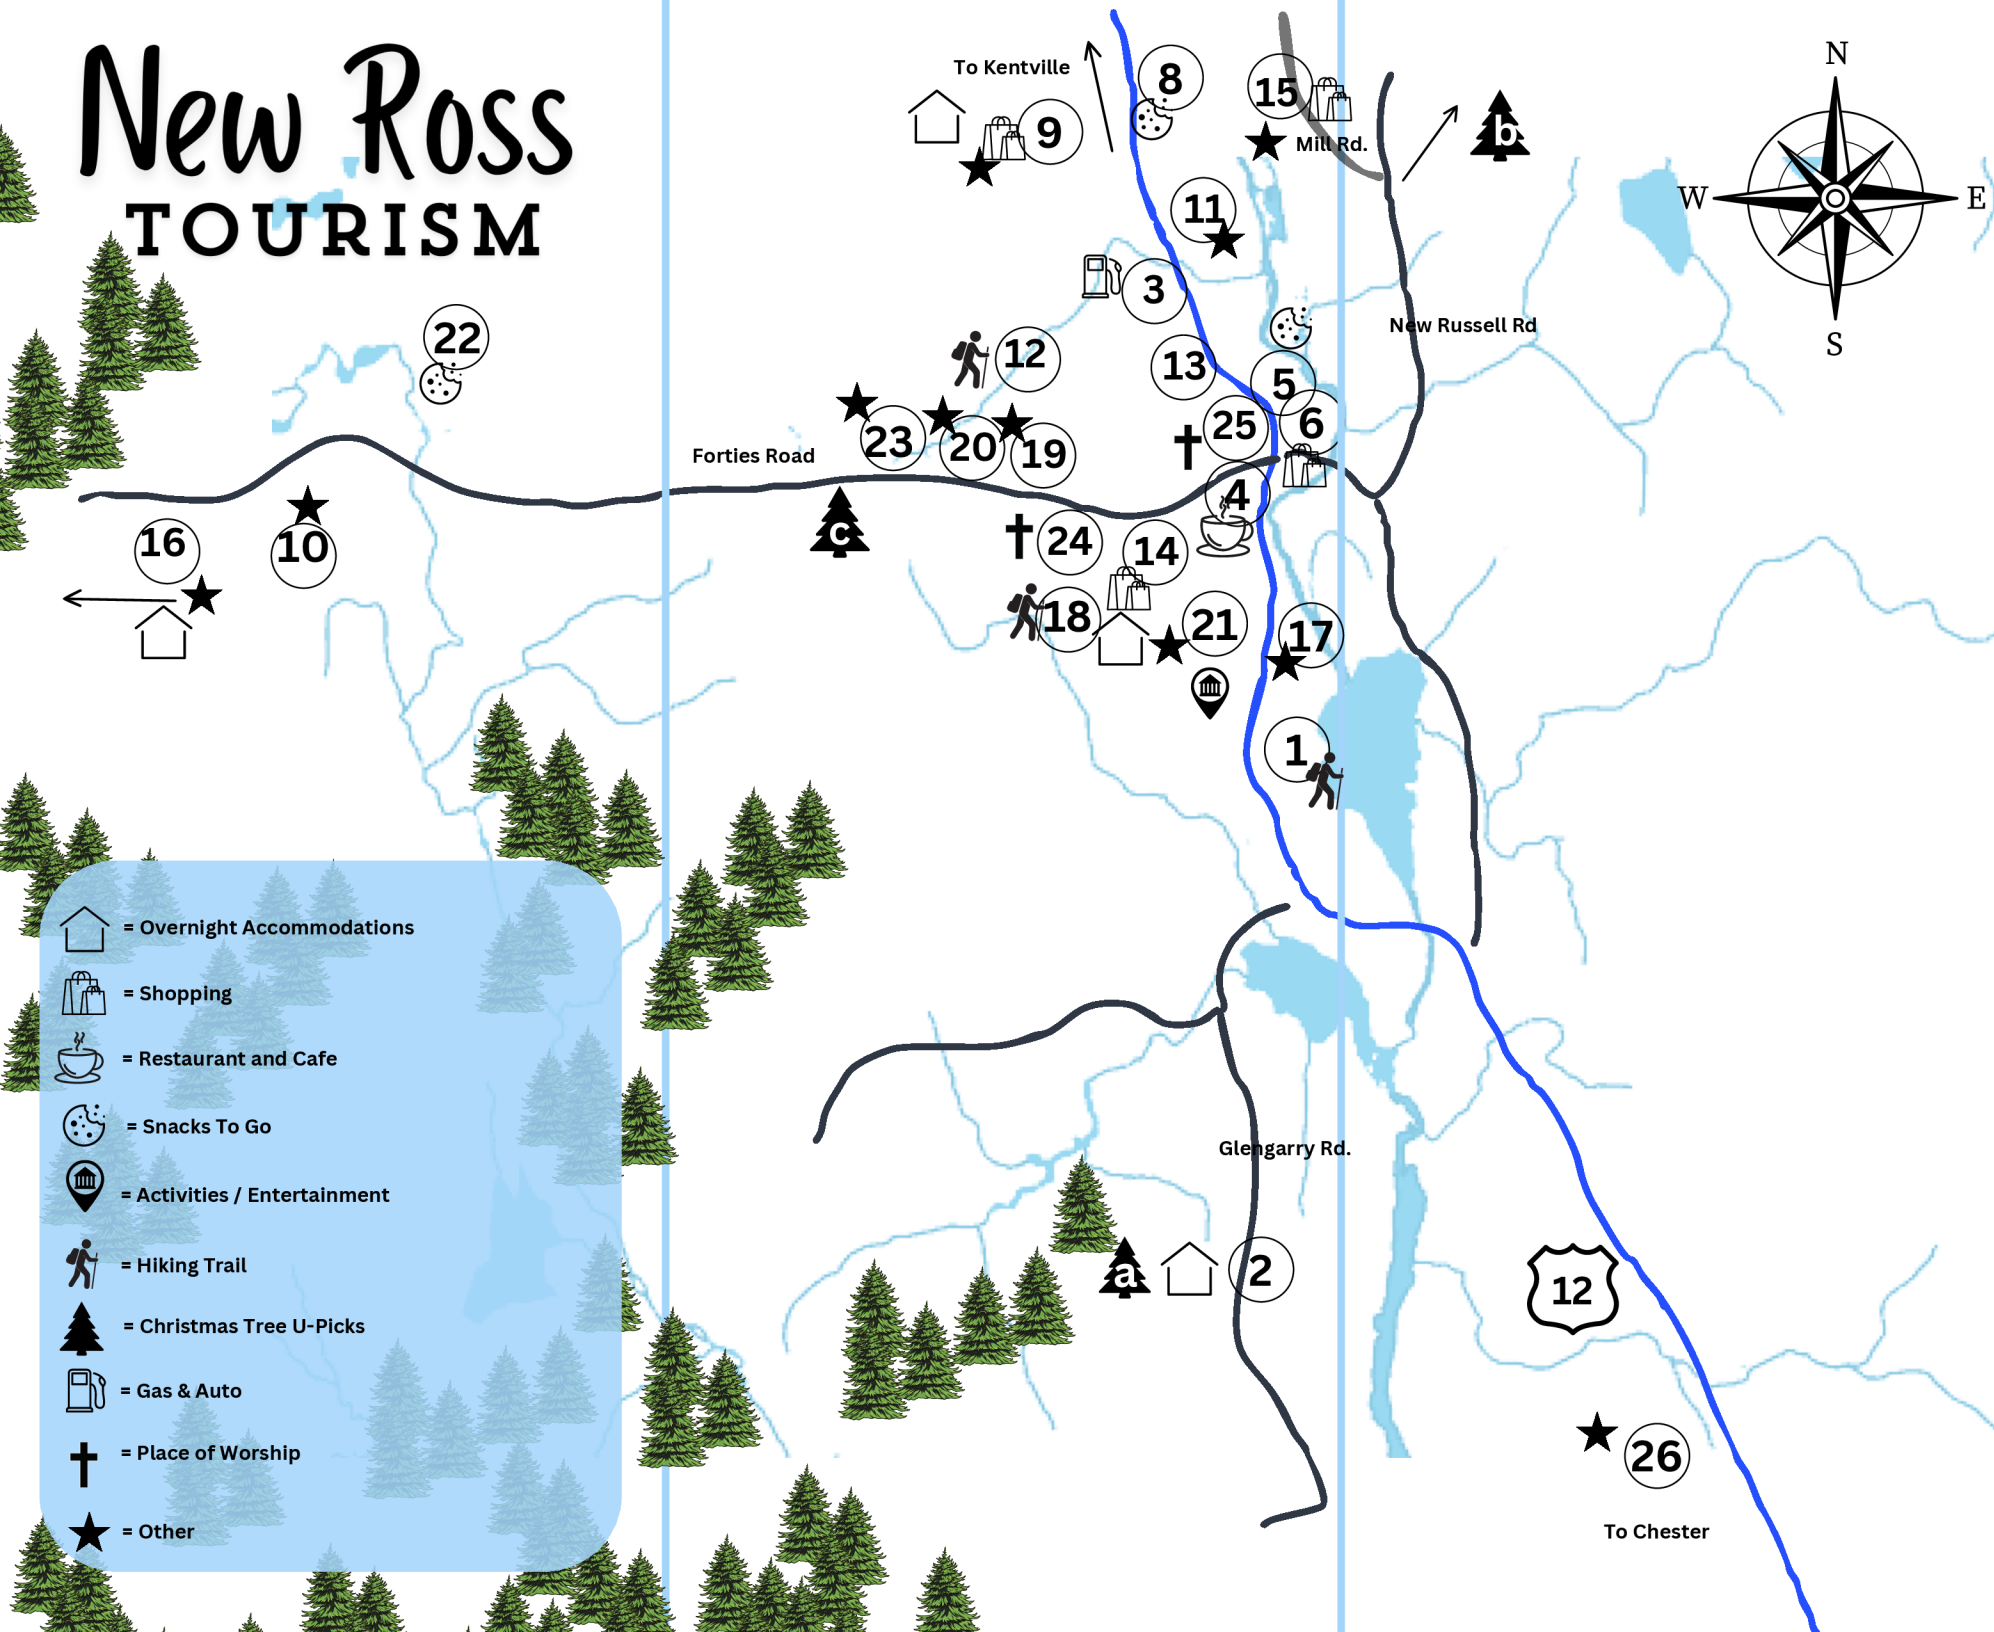 New Ross
TOURISM
To Kentville
8
15
9
Mill Rd.
b
N
W
E
S
11
3
New Russell Rd
22
12
13
5
6
25
23
20
19
Forties Road
4
c
16
10
24
14
18
21
17
1
= Overnight Accommodations
= Shopping
= Restaurant and Cafe
= Snacks To Go
= Activities / Entertainment
= Hiking Trail
= Christmas Tree U-Picks
= Gas & Auto
= Place of Worship
= Other
Glengarry Rd.
a
2
12
26
To Chester